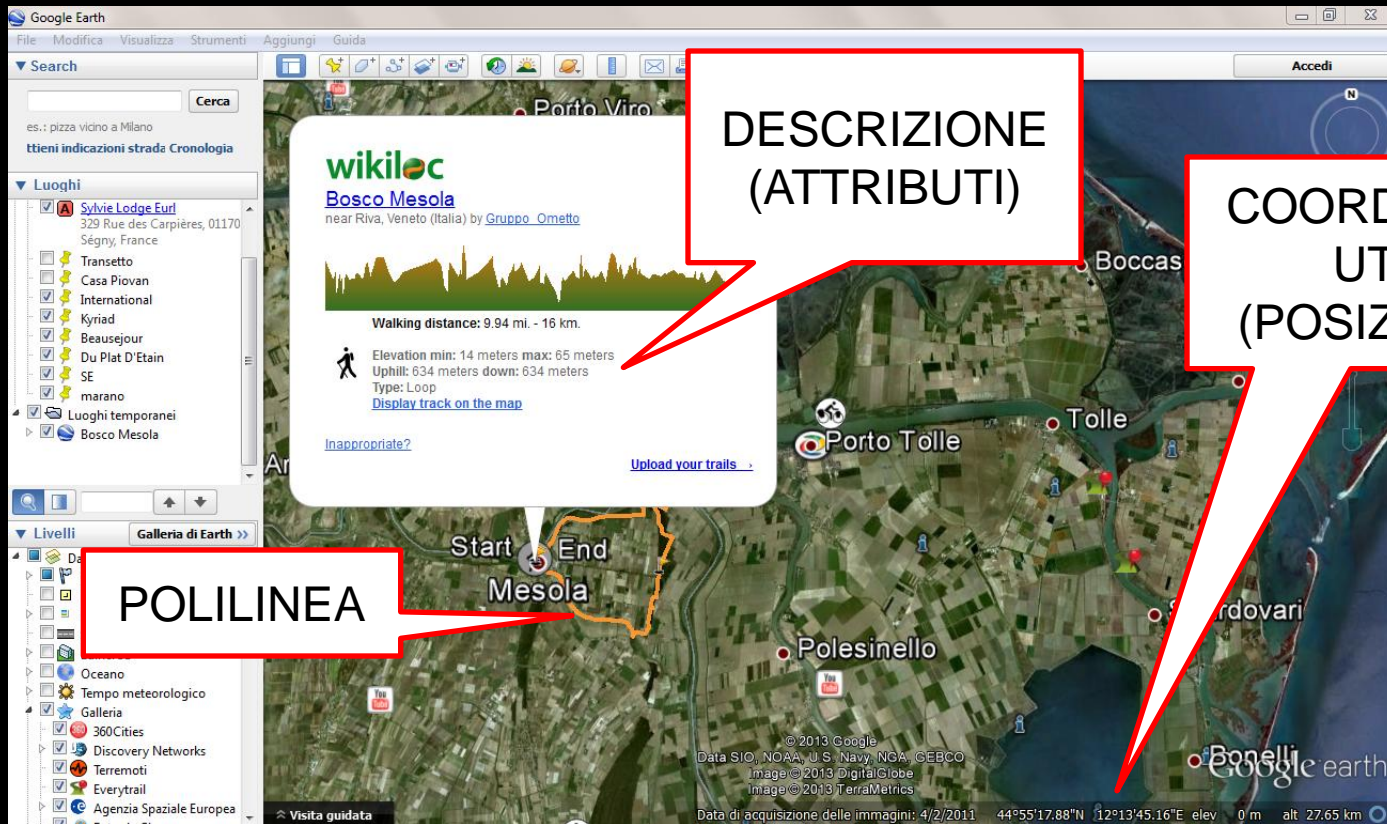 Google Earth
File Modifica Visualizza Strumenti Aggiungi Guida
Search
Cerca
es.: pizza vicino a Milano
ttieni indicazioni strada Cronologia
Luoghi
A Sylvie Lodge Eurl
329 Rue des Carpières, 01170
Ségny, France
Transetto
Casa Piovan
International
Kyriad
Beausejour
Du Plat D'Etain
SE
marano
Luoghi temporanei
Bosco Mesola
Livelli
Galleria di Earth >>
Oceano
Tempo meteorologico
Galleria
360Cities
Discovery Networks
Terremoti
Everytrail
Agenzia Spaziale Europea
Accedi
N
Porto Viro
wikiloc
Bosco Mesola
near Riva, Veneto (Italia) by Gruppo_Ometto
Walking distance: 9.94 mi. - 16 km.
Elevation min: 14 meters max: 65 meters
Uphill: 634 meters down: 634 meters
Type: Loop
Display track on the map
Inappropriate?
Upload your trails ›
DESCRIZIONE
(ATTRIBUTI)
COORD
UT
(POSIZ
Boccas
Tolle
Porto Tolle
Start End
Mesola
POLILINEA
Polesinello
rdovari
You Tube
Bonelli
Google earth
© 2013 Google
Data SIO, NOAA, U.S. Navy, NGA, GEBCO
Image © 2013 DigitalGlobe
Image © 2013 TerraMetrics
Visita guidata
Data di acquisizione delle immagini: 4/2/2011 44°55'17.88"N 12°13'45.16"E elev 0 m alt 27.65 km